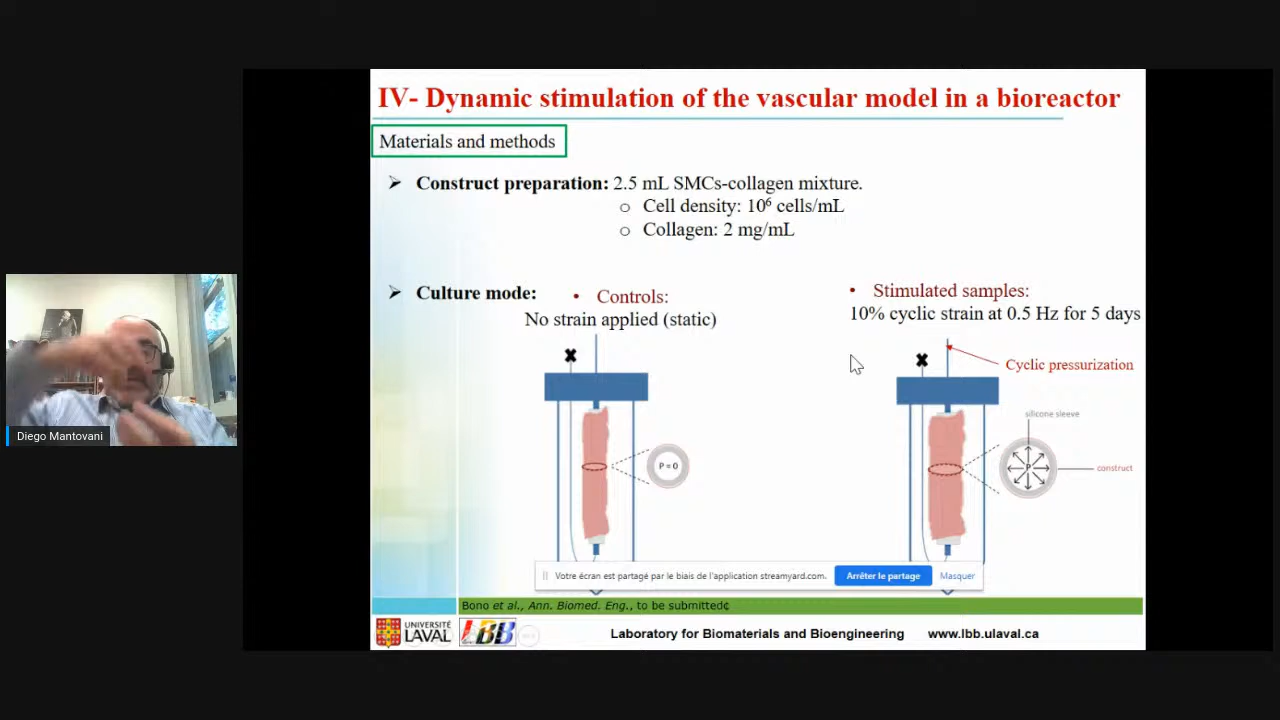 IV- Dynamic stimulation of the vascular model in a bioreactor
Materials and methods
➢ Construct preparation: 2.5 mL SMCs-collagen mixture.
o Cell density: 10⁶ cells/mL
o Collagen: 2 mg/mL
➢ Culture mode:
• Controls:
No strain applied (static)
• Stimulated samples:
10% cyclic strain at 0.5 Hz for 5 days
Cyclic pressurization
silicone sleeve
P = 0
P
construct
Diego Mantovani
Votre écran est partagé par le biais de l'application streamyard.com.
Arrêter le partage
Masquer
Bono et al., Ann. Biomed. Eng., to be submitted¢
UNIVERSITÉ
LAVAL
LBB
Laboratory for Biomaterials and Bioengineering
www.lbb.ulaval.ca